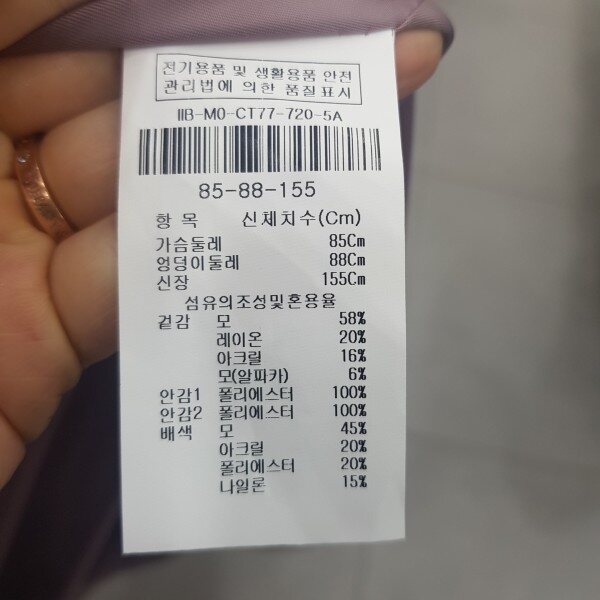 전기용품 및 생활용품 안전
관리법에 의한 품질표시
IIB-MO-CT77-720-5A
85-88-155
항 목 신체치수(Cm)
가슴둘레 85Cm
엉덩이둘레 88Cm
신장 155Cm
섬유의조성및혼용율
겉감 모 58%
레이온 20%
아크릴 16%
모(알파카) 6%
안감1 폴리에스터 100%
안감2 폴리에스터 100%
배색 모 45%
아크릴 20%
폴리에스터 20%
나일론 15%